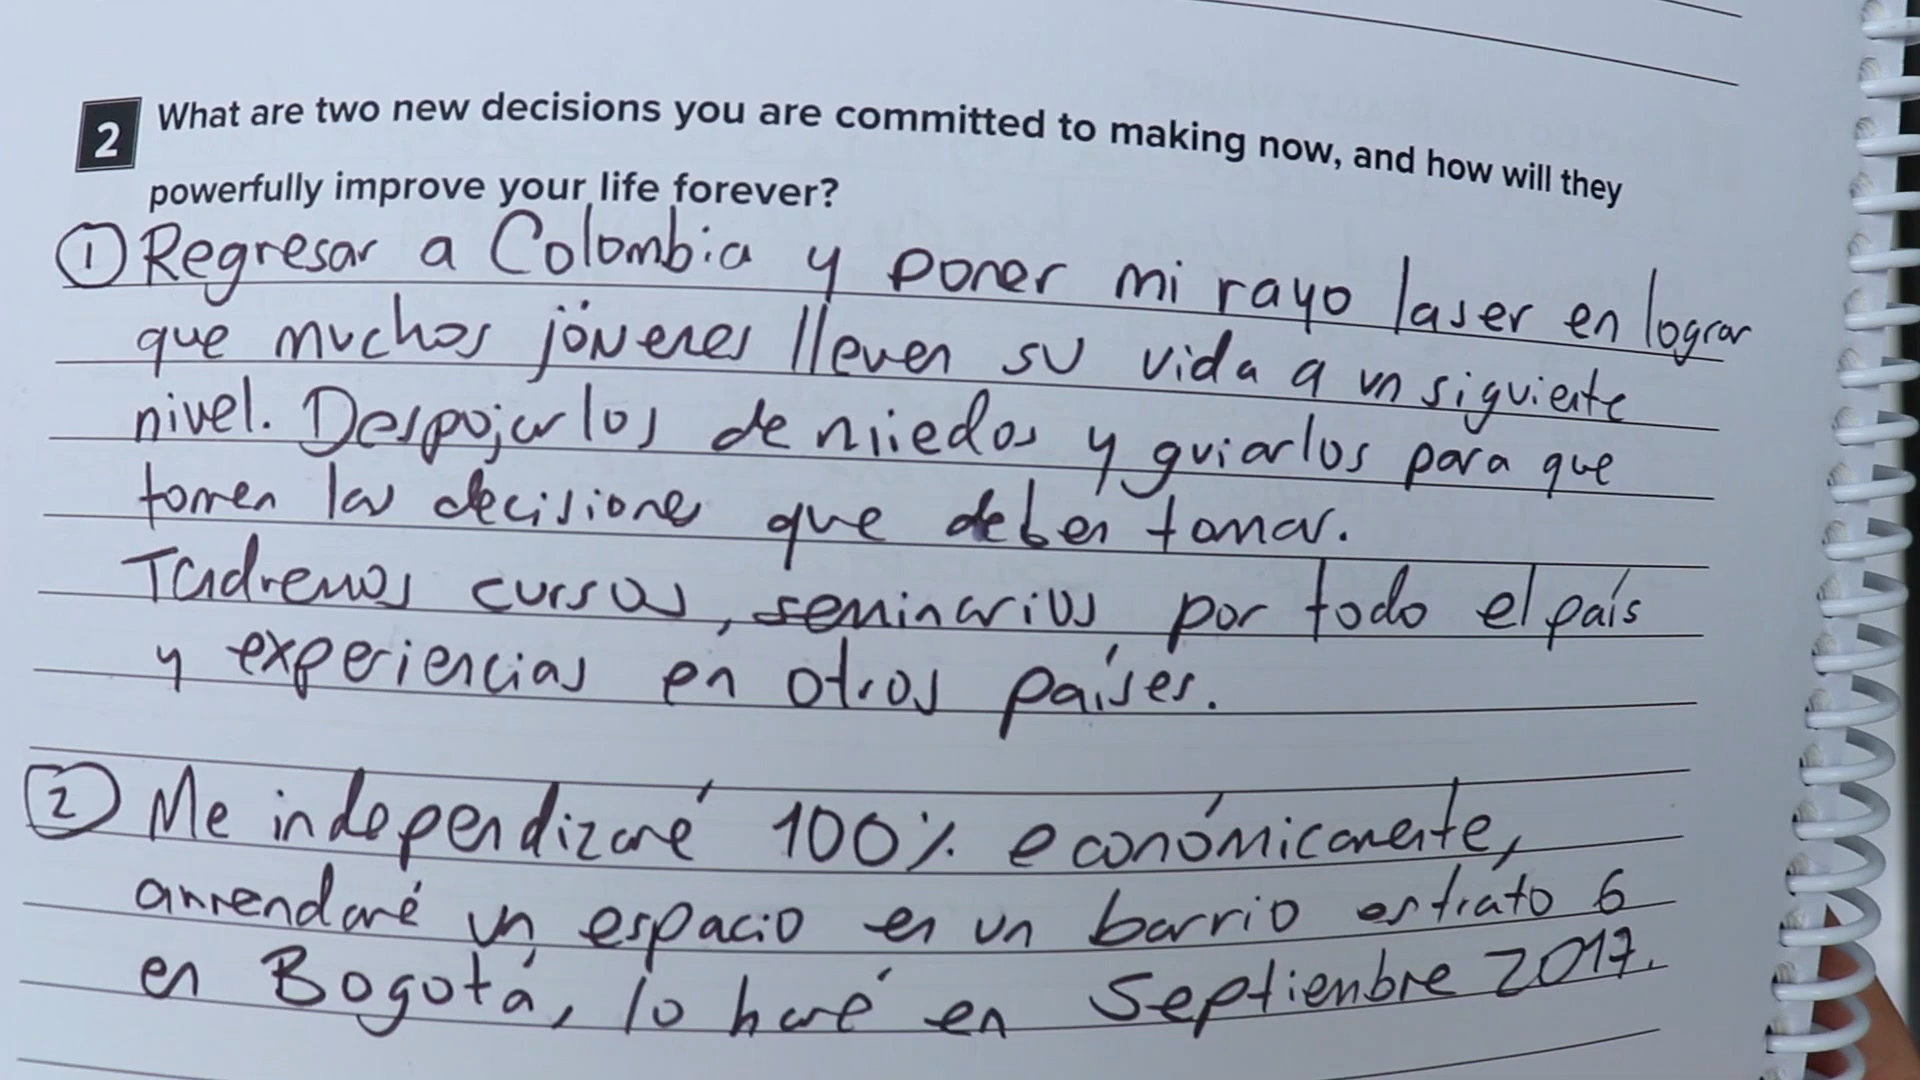 2 What are two new decisions you are committed to making now, and how will they
powerfully improve your life forever?
① Regresar a Colombia y poner mi rayo laser en lograr
que muchos jóvenes lleven su vida a un siguiente
nivel. Despojarlos de miedos y guiarlos para que
tomen las decisiones que deben tomar.
Tendremos cursos, seminarios por todo el país
y experiencias en otros países.
② Me independizaré 100% económicamente,
arrendaré un espacio en un barrio estrato 6
en Bogotá, lo haré en Septiembre 2017.